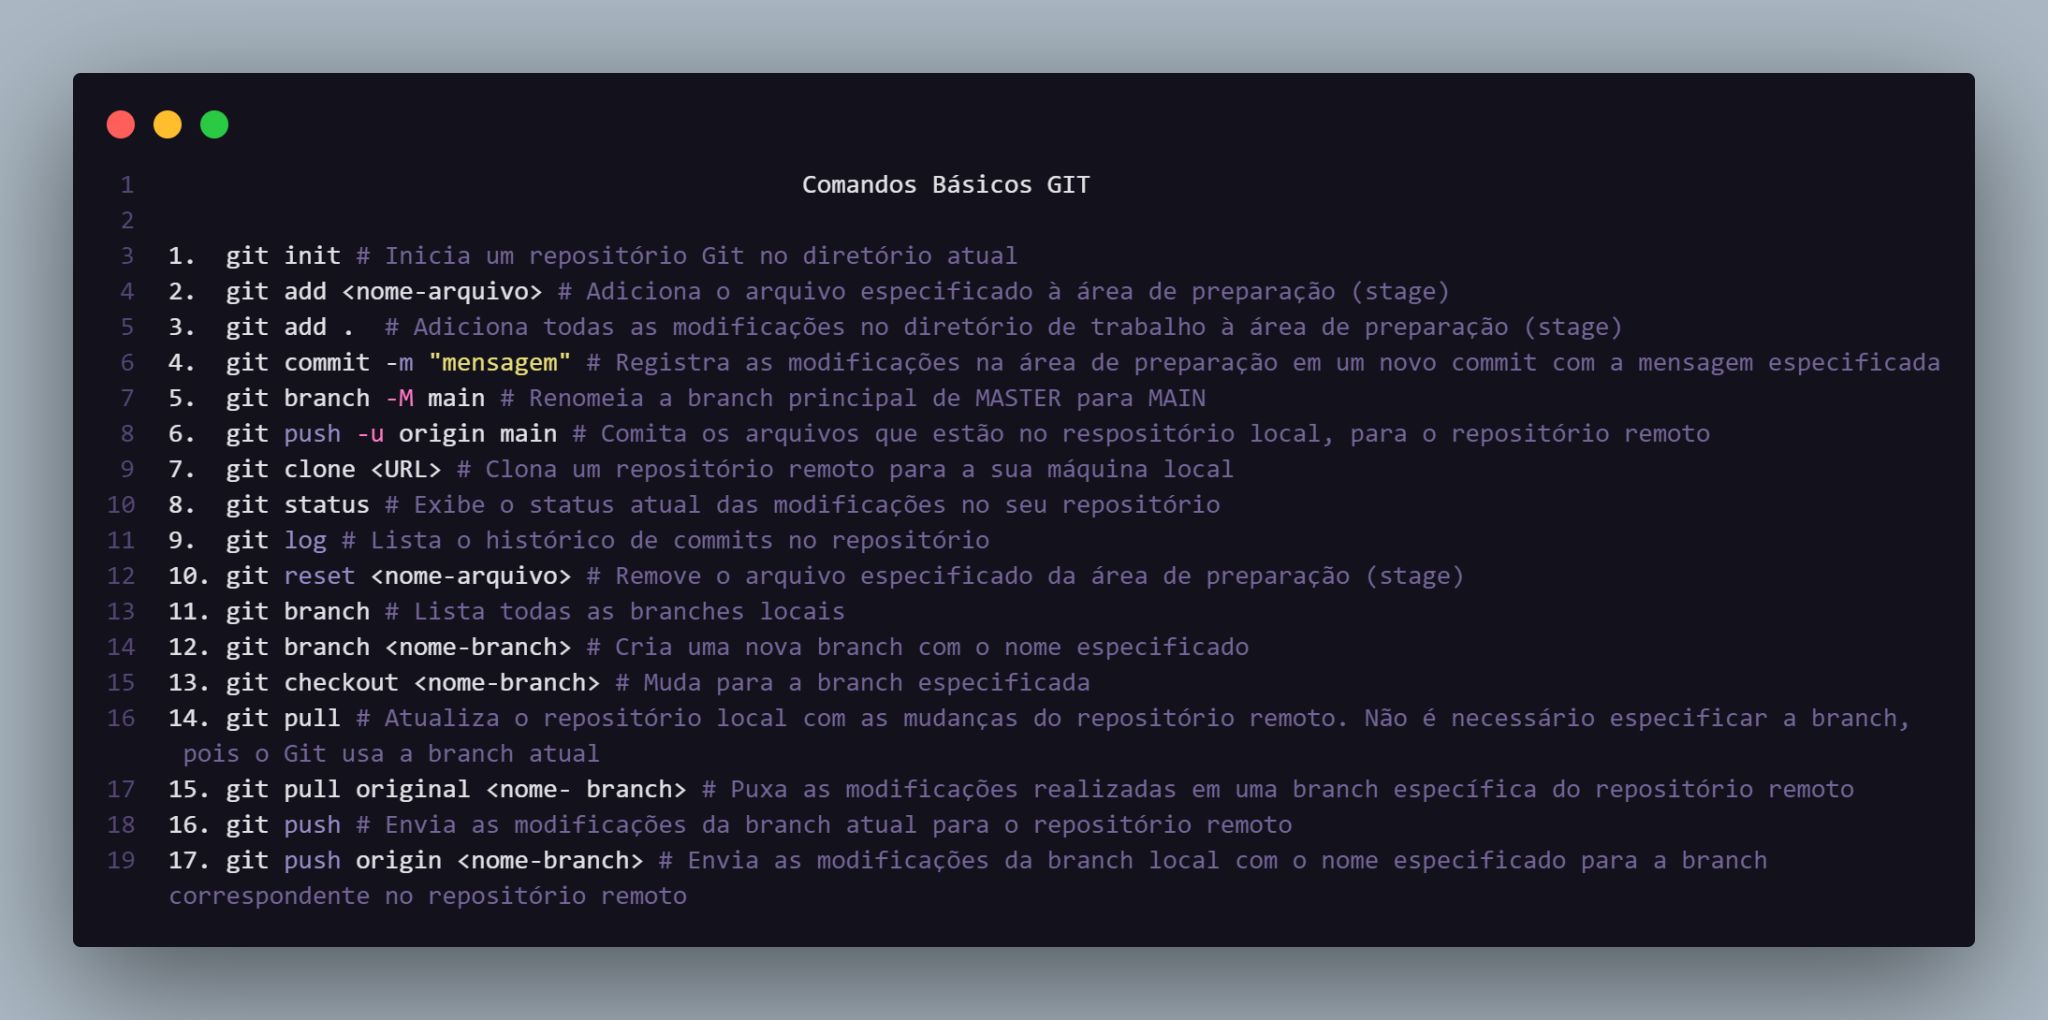 1 Comandos Básicos GIT
2
3 1. git init # Inicia um repositório Git no diretório atual
4 2. git add <nome-arquivo> # Adiciona o arquivo especificado à área de preparação (stage)
5 3. git add . # Adiciona todas as modificações no diretório de trabalho à área de preparação (stage)
6 4. git commit -m "mensagem" # Registra as modificações na área de preparação em um novo commit com a mensagem especificada
7 5. git branch -M main # Renomeia a branch principal de MASTER para MAIN
8 6. git push -u origin main # Comita os arquivos que estão no respositório local, para o repositório remoto
9 7. git clone <URL> # Clona um repositório remoto para a sua máquina local
10 8. git status # Exibe o status atual das modificações no seu repositório
11 9. git log # Lista o histórico de commits no repositório
12 10. git reset <nome-arquivo> # Remove o arquivo especificado da área de preparação (stage)
13 11. git branch # Lista todas as branches locais
14 12. git branch <nome-branch> # Cria uma nova branch com o nome especificado
15 13. git checkout <nome-branch> # Muda para a branch especificada
16 14. git pull # Atualiza o repositório local com as mudanças do repositório remoto. Não é necessário especificar a branch,
pois o Git usa a branch atual
17 15. git pull original <nome- branch> # Puxa as modificações realizadas em uma branch específica do repositório remoto
18 16. git push # Envia as modificações da branch atual para o repositório remoto
19 17. git push origin <nome-branch> # Envia as modificações da branch local com o nome especificado para a branch
correspondente no repositório remoto